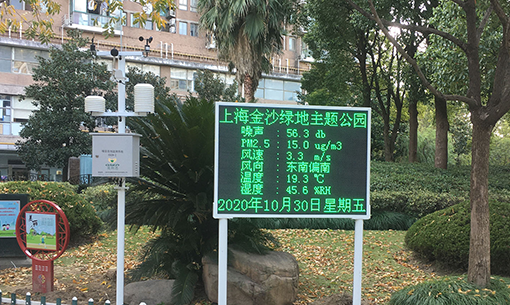 上海金沙绿地主题公园
噪声 : 56.3 db
PM2.5 : 15.0 ug/m3
风速 : 3.3 m/s
风向 : 东南偏南
温度 : 19.3 ℃
湿度 : 45.6 %RH
2020年10月30日星期五